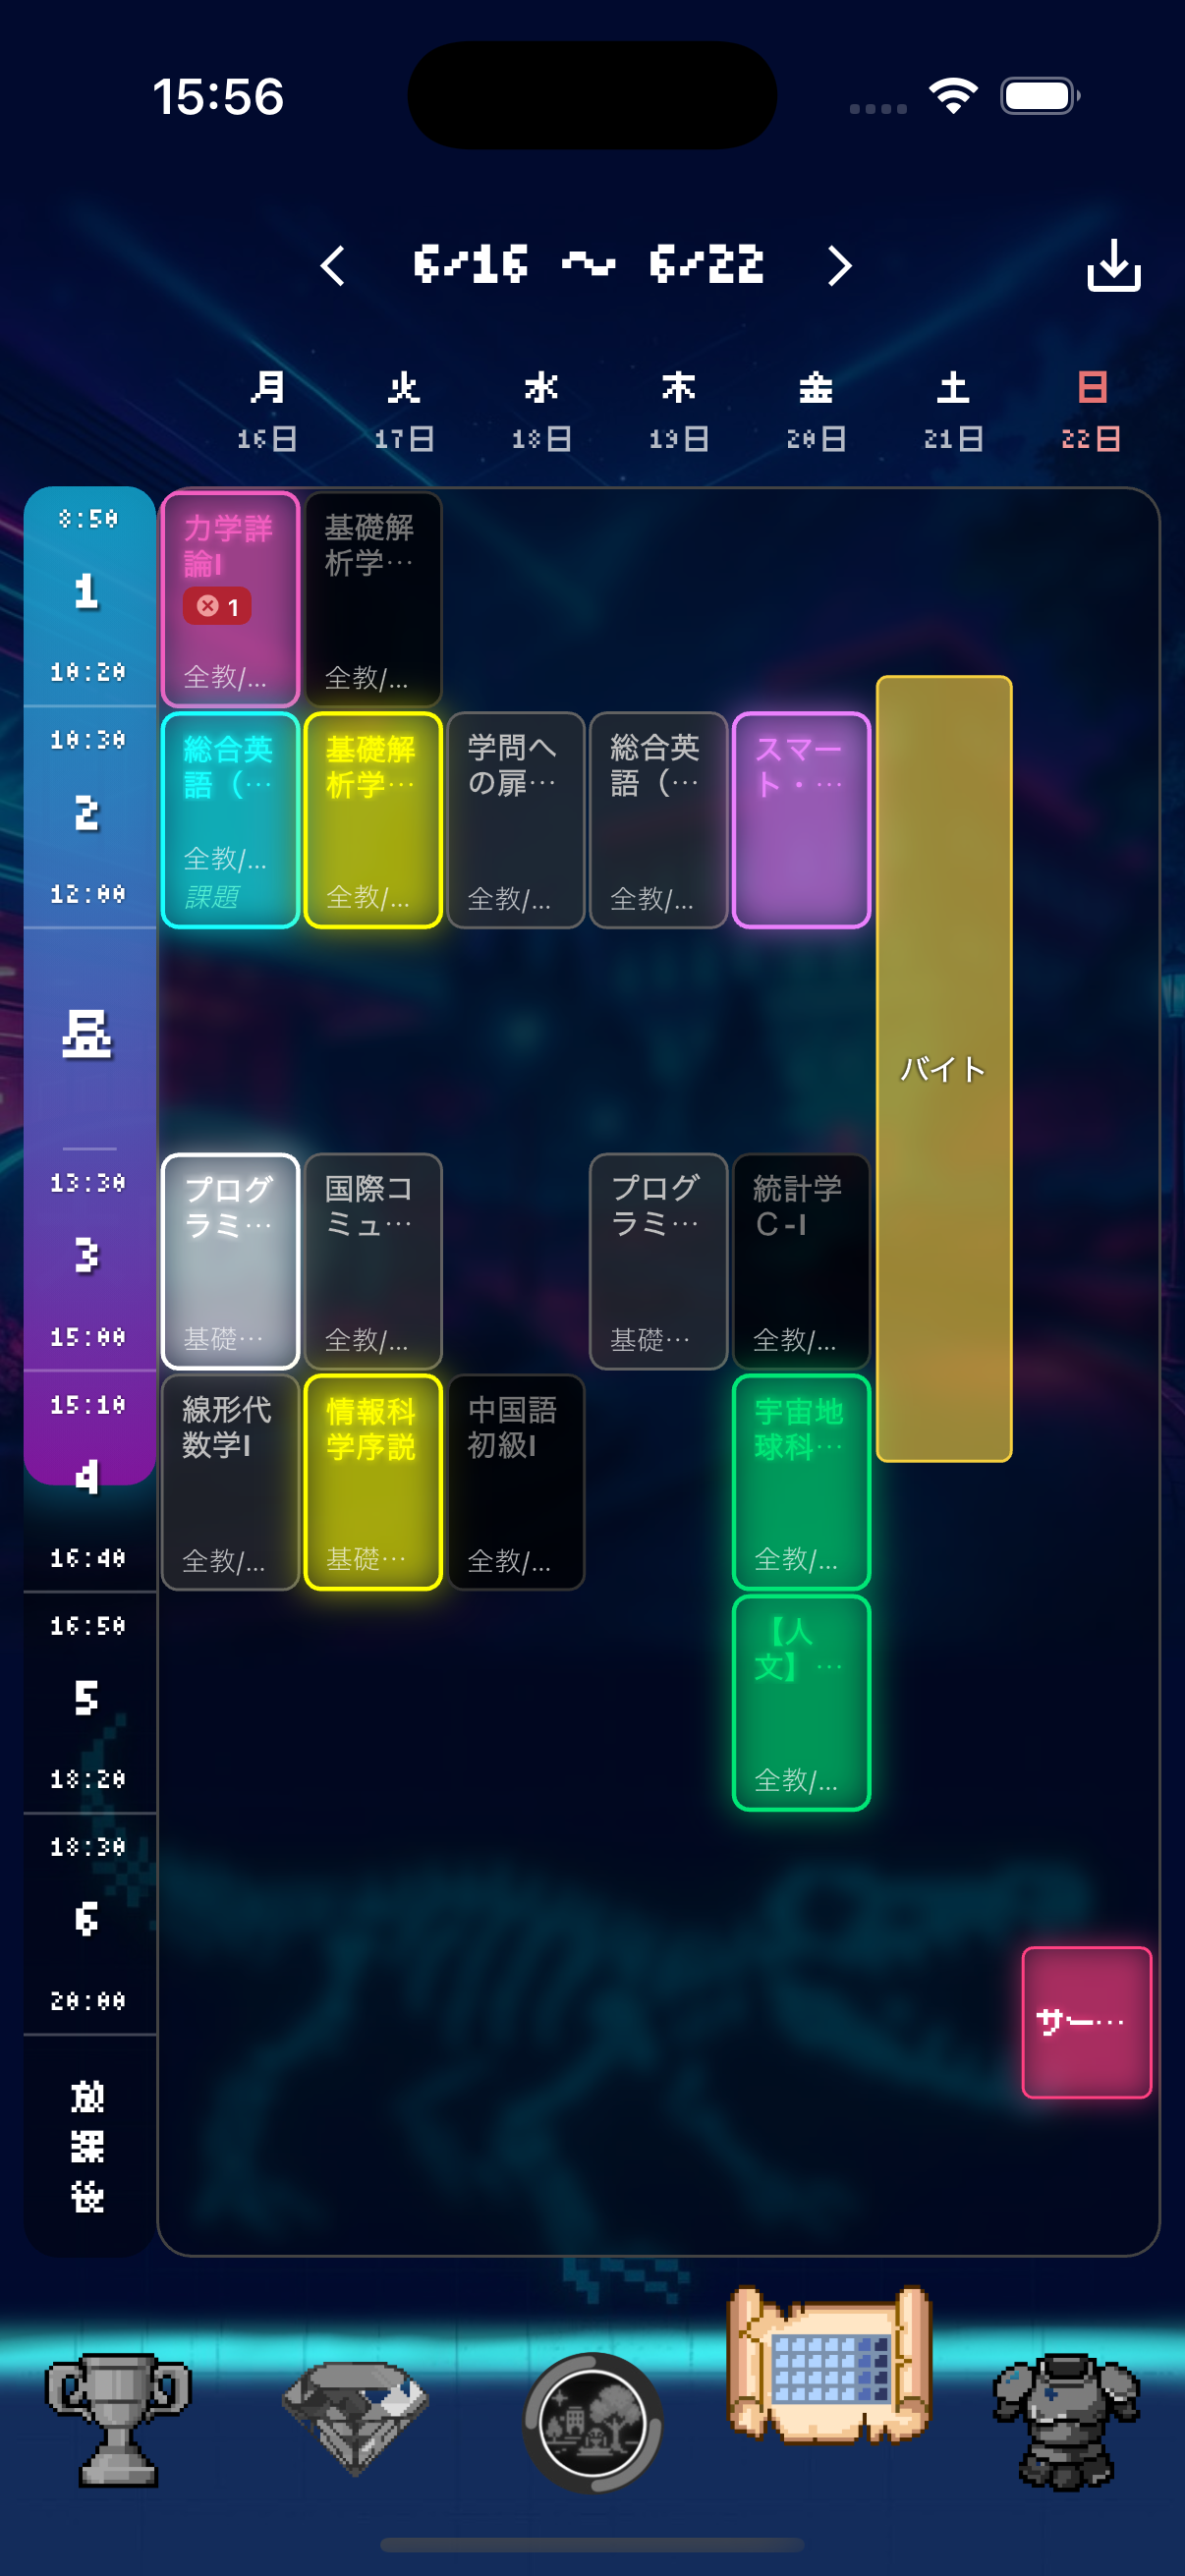 15:56
6/16 〜 6/22
月
火
水
木
金
土
日
16日
17日
18日
19日
20日
21日
22日
8:50
1
10:20
力学詳
論I
1
全教/...
基礎解
析学…
全教/...
10:30
2
12:00
総合英
語（…
全教/...
課題
基礎解
析学…
全教/...
学問へ
の扉…
全教/...
総合英
語（…
全教/...
スマー
ト・…
バイト
昼
13:30
3
15:00
プログ
ラミ…
基礎…
国際コ
ミュ…
全教/...
プログ
ラミ…
基礎…
統計学
C-I
全教/...
15:10
4
16:40
線形代
数学I
全教/...
情報科
学序説
基礎…
中国語
初級I
全教/...
宇宙地
球科…
全教/...
16:50
5
18:20
【人
文】…
全教/...
18:30
6
20:00
サー…
放
課
後